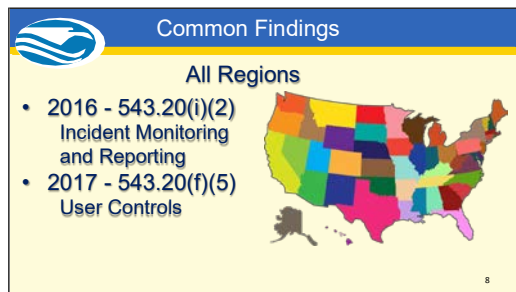 Common Findings
All Regions
• 2016 - 543.20(i)(2)
Incident Monitoring
and Reporting
• 2017 - 543.20(f)(5)
User Controls
8